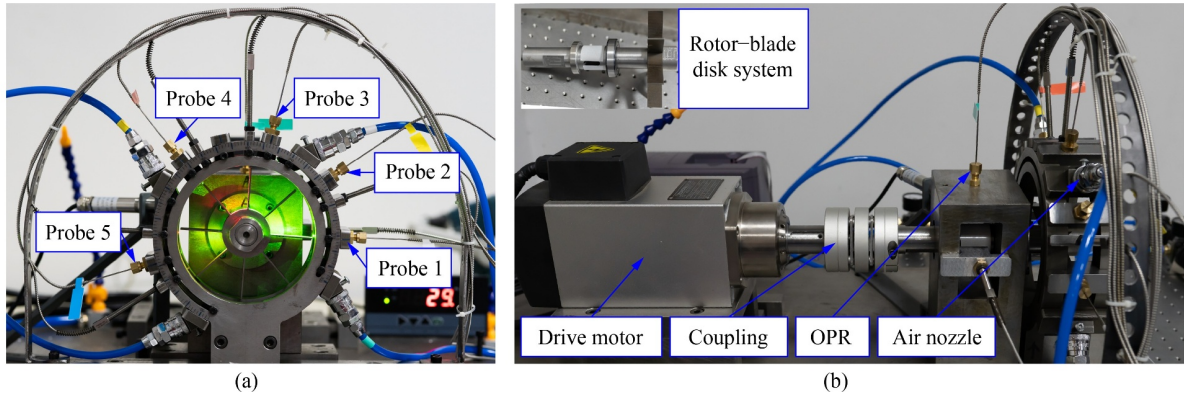 Probe 4
Probe 3
Probe 2
Probe 5
Probe 1
29.
(a)
Rotor−blade
disk system
Drive motor
Coupling
OPR
Air nozzle
(b)